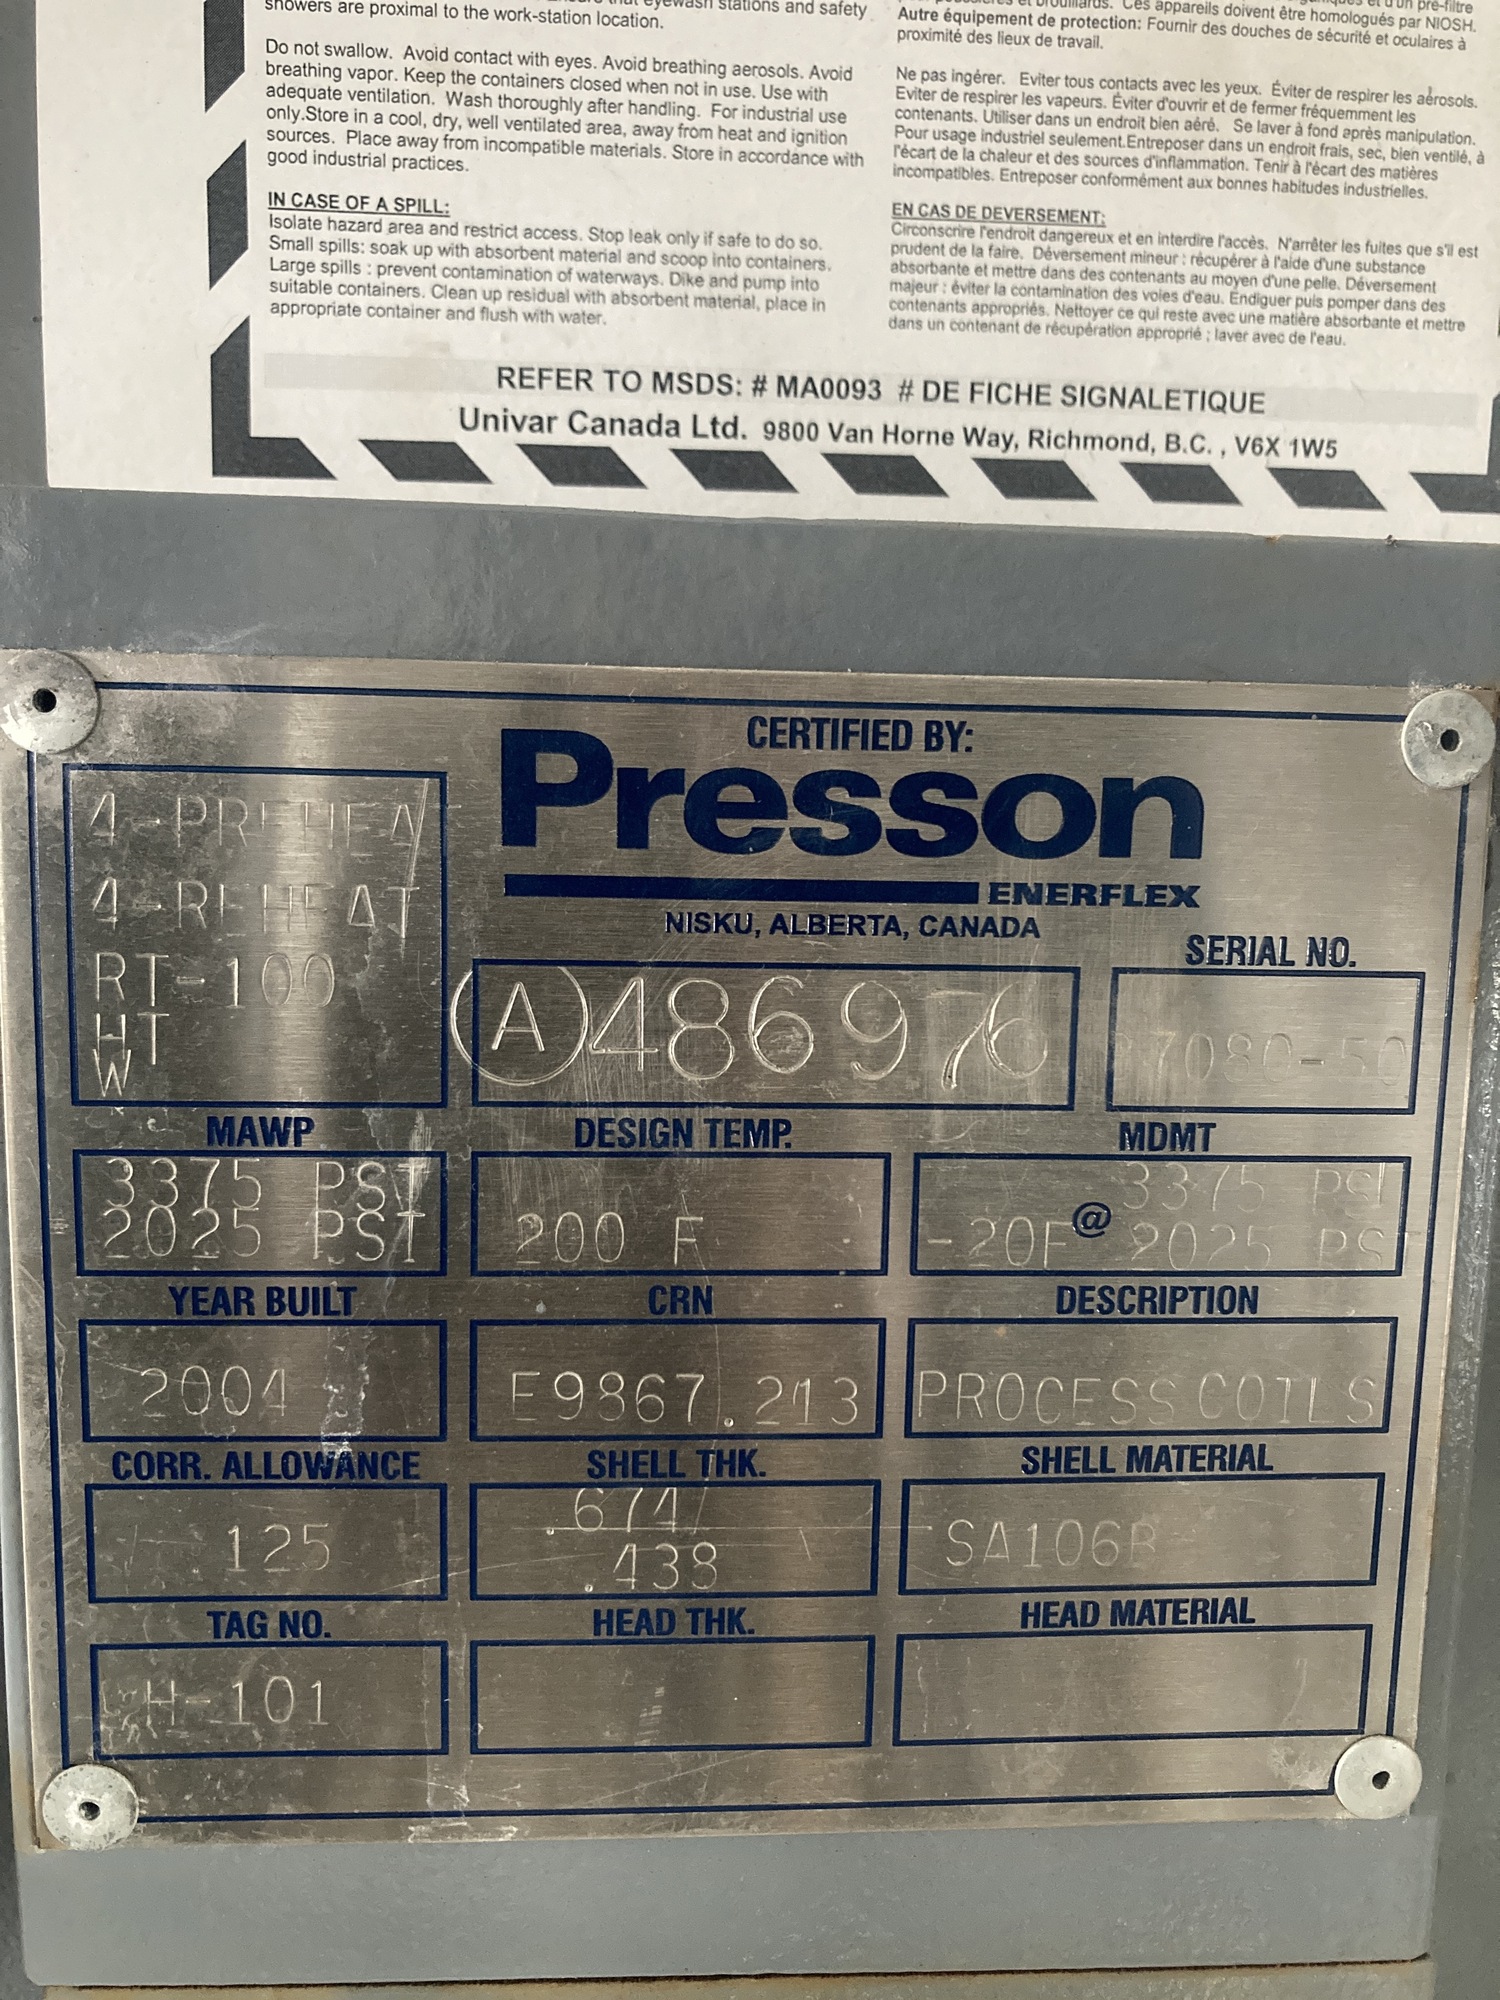 showers are proximal to the work-station location.
Do not swallow. Avoid contact with eyes. Avoid breathing aerosols. Avoid
breathing vapor. Keep the containers closed when not in use. Use with
adequate ventilation. Wash thoroughly after handling. For industrial use
only.Store in a cool, dry, well ventilated area, away from heat and ignition
sources. Place away from incompatible materials. Store in accordance with
good industrial practices.
IN CASE OF A SPILL:
Isolate hazard area and restrict access. Stop leak only if safe to do so.
Small spills: soak up with absorbent material and scoop into containers.
Large spills : prevent contamination of waterways. Dike and pump into
suitable containers. Clean up residual with absorbent material, place in
appropriate container and flush with water.
Autre équipement de protection: Fournir des douches de sécurité et oculaires à
proximité des lieux de travail.
Ne pas ingérer. Eviter tous contacts avec les yeux. Éviter de respirer les aérosols.
Eviter de respirer les vapeurs. Éviter d'ouvrir et de fermer fréquemment les
contenants. Utiliser dans un endroit bien aéré. Se laver à fond après manipulation.
Pour usage industriel seulement.Entreposer dans un endroit frais, sec, bien ventilé, à
l'écart de la chaleur et des sources d'inflammation. Tenir à l'écart des matières
incompatibles. Entreposer conformément aux bonnes habitudes industrielles.
EN CAS DE DEVERSEMENT:
Circonscrire l'endroit dangereux et en interdire l'accès. N'arrêter les fuites que s'il est
prudent de la faire. Déversement mineur : récupérer à l'aide d'une substance
absorbante et mettre dans des contenants au moyen d'une pelle. Déversement
majeur : éviter la contamination des voies d'eau. Endiguer puis pomper dans des
contenants appropriés. Nettoyer ce qui reste avec une matière absorbante et mettre
dans un contenant de récupération approprié ; laver avec de l'eau.
REFER TO MSDS: # MA0093 # DE FICHE SIGNALETIQUE
Univar Canada Ltd. 9800 Van Horne Way, Richmond, B.C. , V6X 1W5
CERTIFIED BY:
Presson
ENERFLEX
NISKU, ALBERTA, CANADA
4-PREHEA
4-REHEAT
RT-100
HT
W
A 486976
SERIAL NO.
MAWP
3375 PSI
2025 PSI
DESIGN TEMP.
200 F
MDMT
3375 PSI
-20F @ 2025 PSI
YEAR BUILT
2004
CRN
E9867.213
DESCRIPTION
PROCESS COILS
CORR. ALLOWANCE
.125
SHELL THK.
.674
.438
SHELL MATERIAL
SA106B
TAG NO.
H-101
HEAD THK.
HEAD MATERIAL